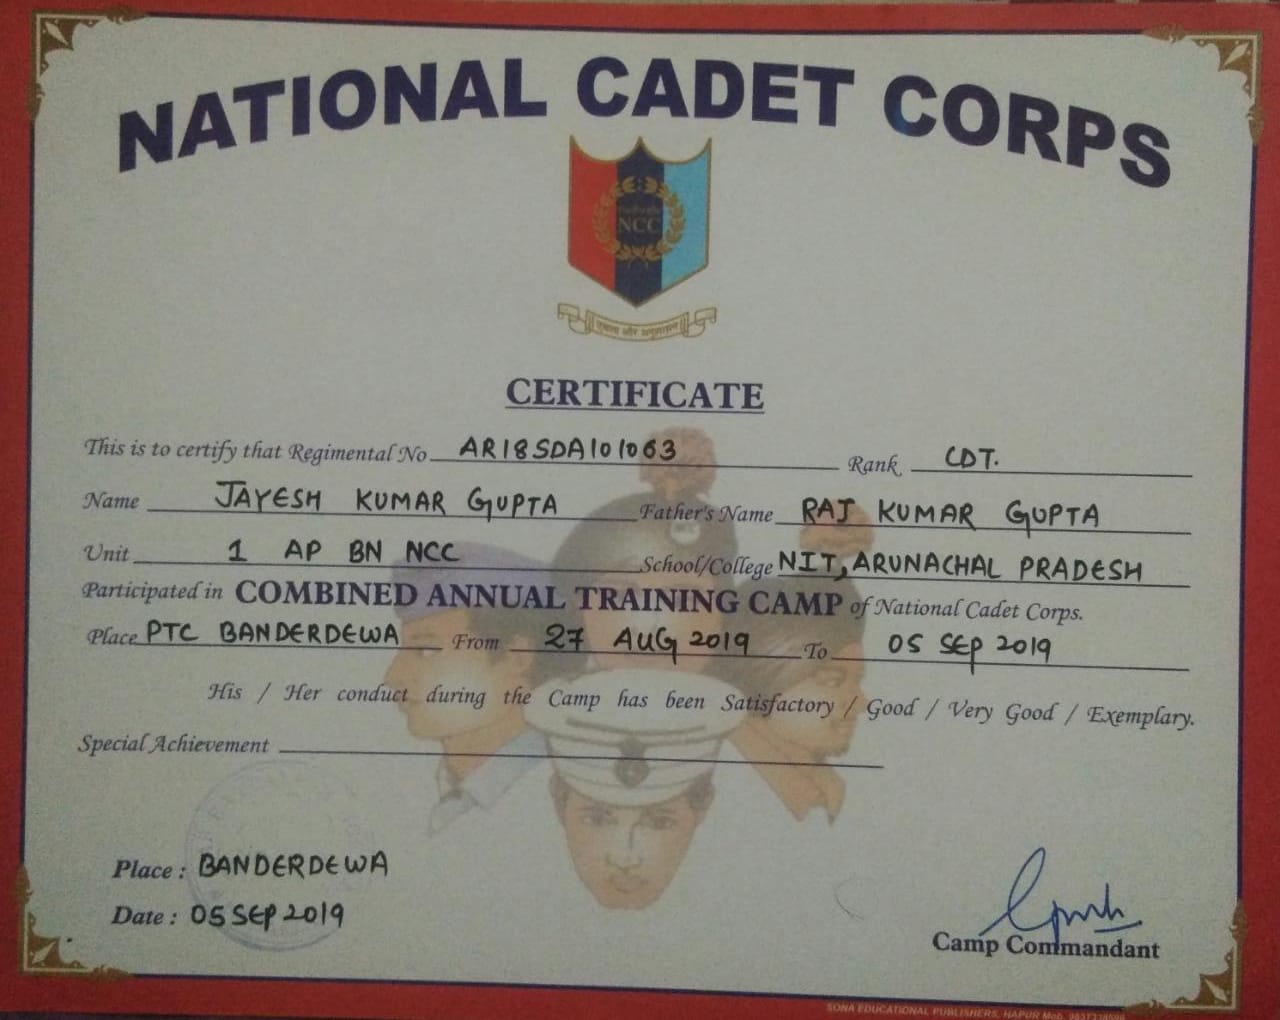 NATIONAL CADET CORPS
NCC
एकता और अनुशासन
CERTIFICATE
This is to certify that Regimental No AR18SDA101063 Rank CDT.
Name JAYESH KUMAR GUPTA Father's Name RAJ KUMAR GUPTA
Unit 1 AP BN NCC School/College NIT, ARUNACHAL PRADESH
Participated in COMBINED ANNUAL TRAINING CAMP of National Cadet Corps.
Place PTC BANDERDEWA From 27 AUG 2019 To 05 SEP 2019
His / Her conduct during the Camp has been Satisfactory / Good / Very Good / Exemplary.
Special Achievement
Place : BANDERDEWA
Date : 05 SEP 2019
Camp Commandant
SONA EDUCATIONAL PUBLISHERS, HAPUR Mob.